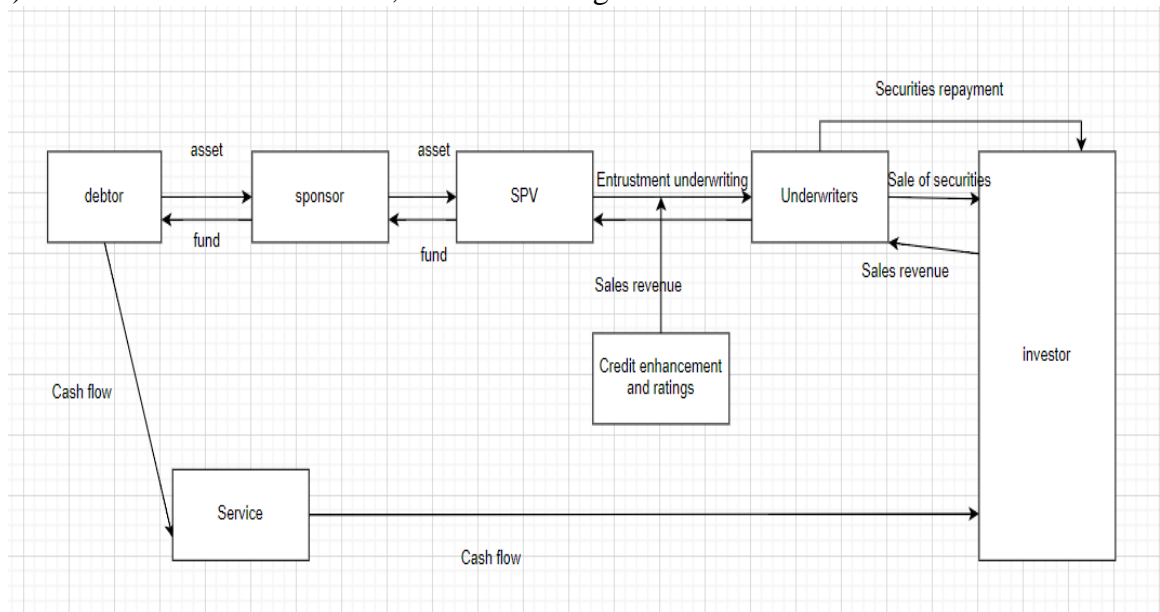 Securities repayment
asset
asset
debtor
sponsor
SPV
Entrustment underwriting
Underwriters
Sale of securities
fund
fund
Sales revenue
Sales revenue
Credit enhancement
and ratings
investor
Cash flow
Service
Cash flow